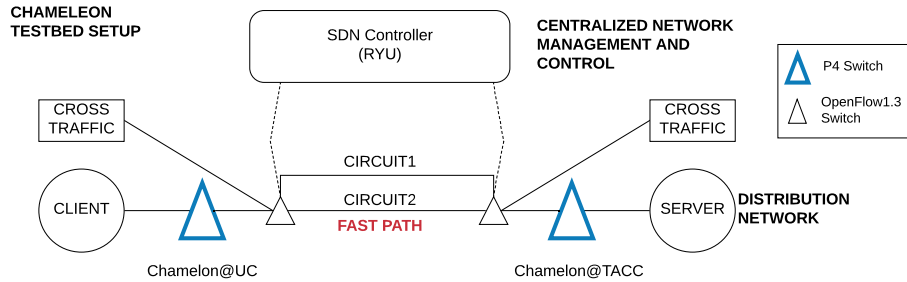 CHAMELEON
TESTBED SETUP
SDN Controller
(RYU)
CENTRALIZED NETWORK
MANAGEMENT AND
CONTROL
P4 Switch
OpenFlow1.3
Switch
CROSS
TRAFFIC
CROSS
TRAFFIC
CIRCUIT1
CLIENT
CIRCUIT2
FAST PATH
SERVER
DISTRIBUTION
NETWORK
Chamelon@UC
Chamelon@TACC